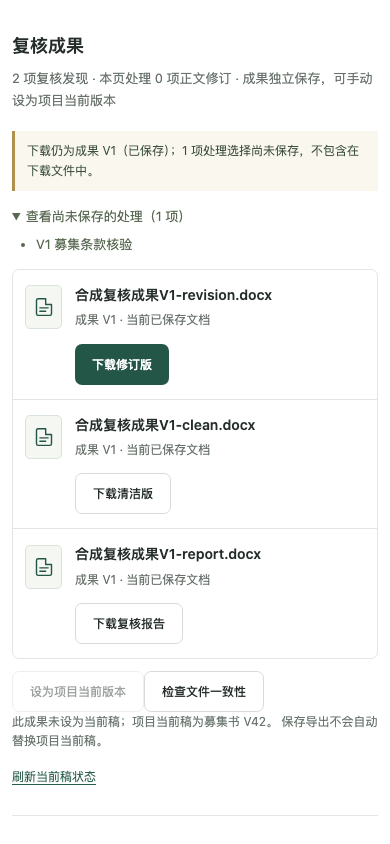 复核成果
2 项复核发现 · 本页处理 0 项正文修订 · 成果独立保存，可手动
设为项目当前版本
下载仍为成果 V1（已保存）；1 项处理选择尚未保存，不包含在
下载文件中。
▼ 查看尚未保存的处理（1 项）
• V1 募集条款核验
合成复核成果V1-revision.docx
成果 V1 · 当前已保存文档
下载修订版
合成复核成果V1-clean.docx
成果 V1 · 当前已保存文档
下载清洁版
合成复核成果V1-report.docx
成果 V1 · 当前已保存文档
下载复核报告
设为项目当前版本 检查文件一致性
此成果未设为当前稿；项目当前稿为募集书 V42。 保存导出不会自动
替换项目当前稿。
刷新当前稿状态